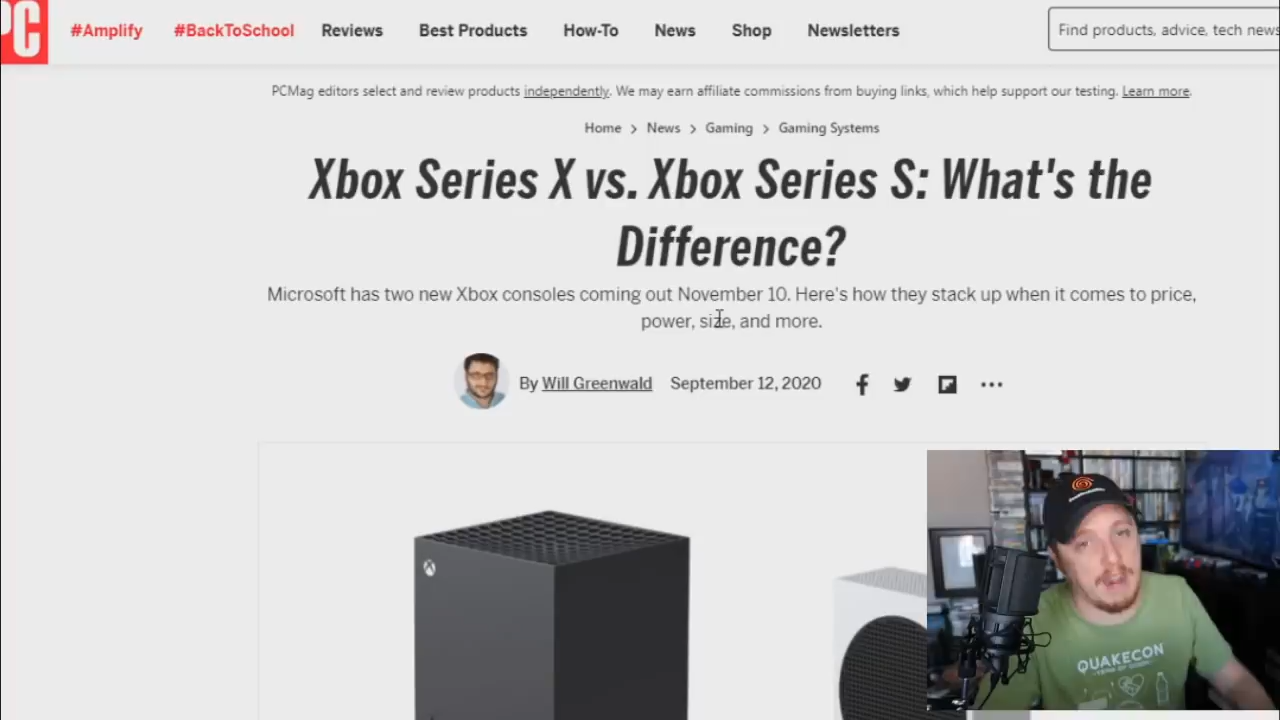 PC
#Amplify #BackToSchool Reviews Best Products How-To News Shop Newsletters Find products, advice, tech news
PCMag editors select and review products independently. We may earn affiliate commissions from buying links, which help support our testing. Learn more.
Home > News > Gaming > Gaming Systems
Xbox Series X vs. Xbox Series S: What's the
Difference?
Microsoft has two new Xbox consoles coming out November 10. Here's how they stack up when it comes to price,
power, size, and more.
By Will Greenwald September 12, 2020
QUAKECON